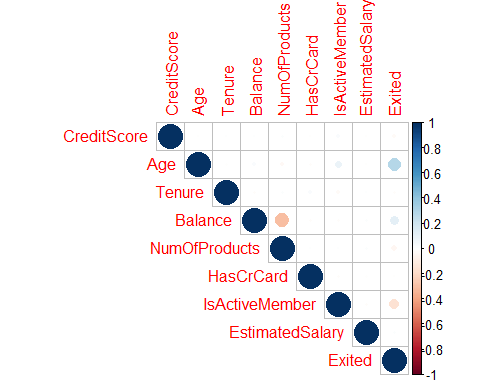 CreditScore
Age
Tenure
Balance
NumOfProducts
HasCrCard
IsActiveMember
EstimatedSalary
Exited
CreditScore
Age
Tenure
Balance
NumOfProducts
HasCrCard
IsActiveMember
EstimatedSalary
Exited
1
0.8
0.6
0.4
0.2
0
-0.2
-0.4
-0.6
-0.8
-1